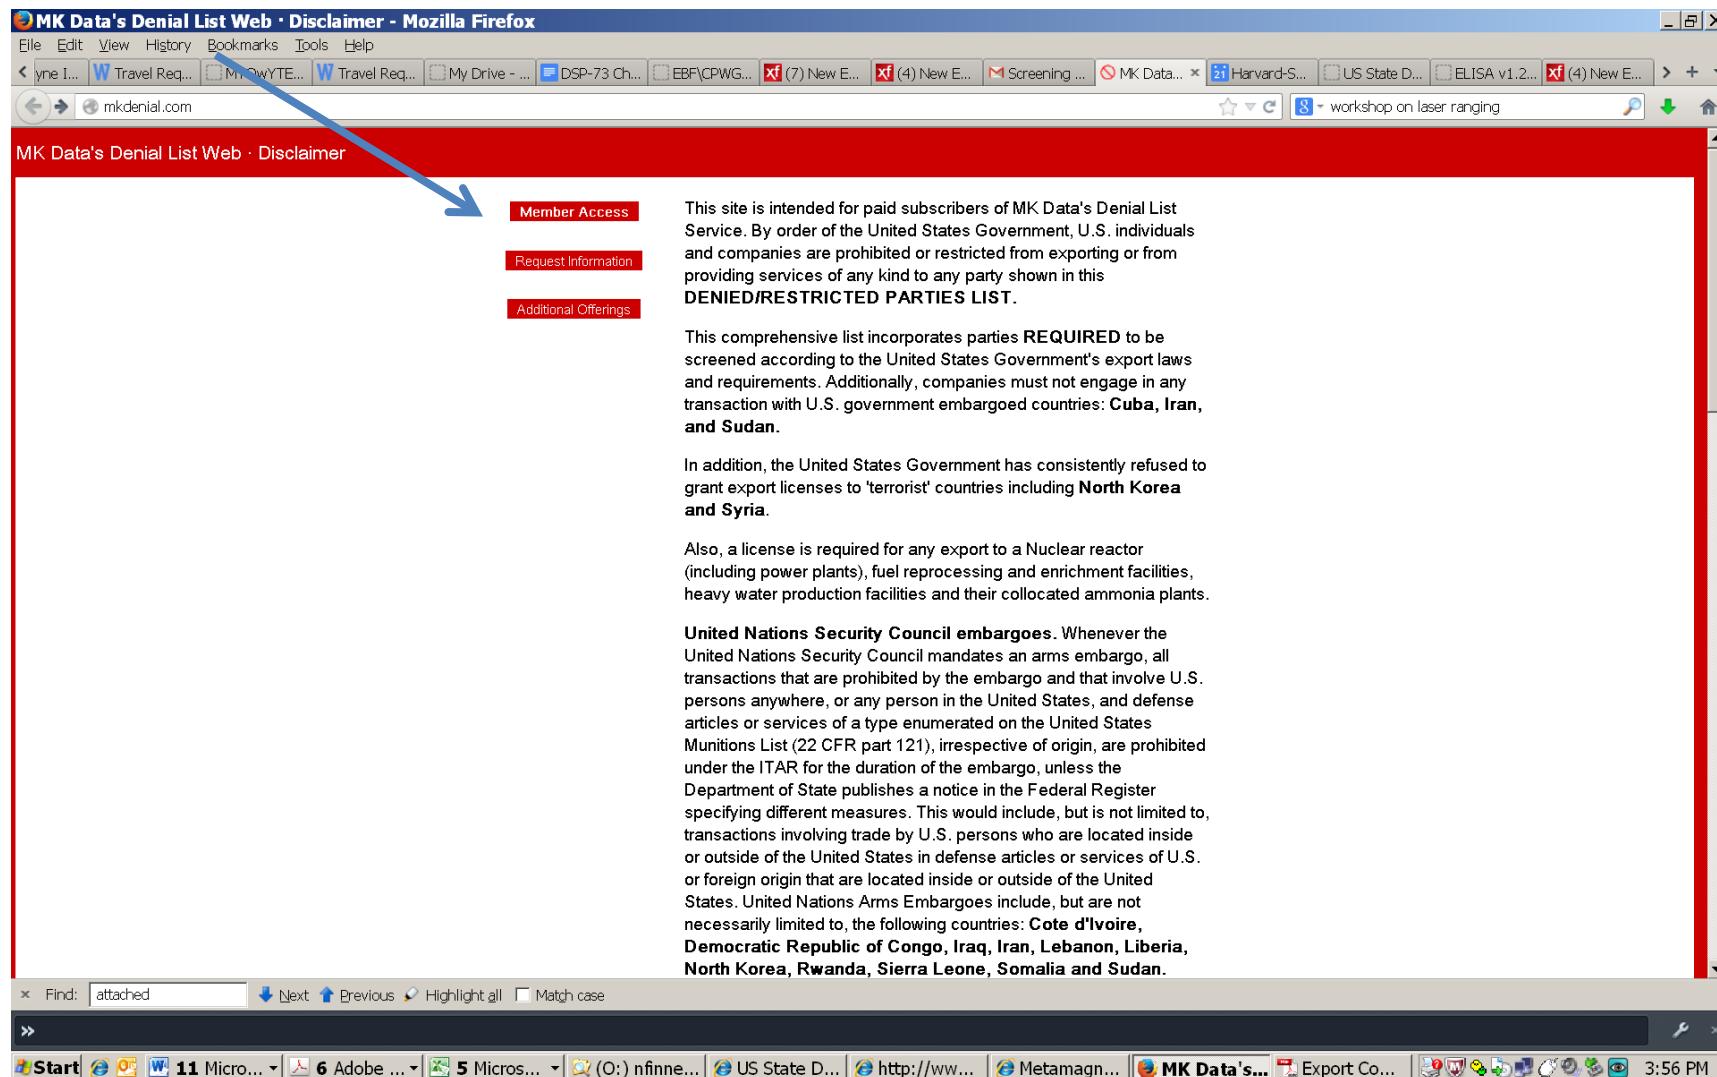 MK Data's Denial List Web · Disclaimer - Mozilla Firefox
File Edit View History Bookmarks Tools Help
yne I... Travel Req... MYOwYTE... Travel Req... My Drive - ... DSP-73 Ch... EBF\CPWG... (7) New E... (4) New E... Screening ... MK Data... Harvard-S... US State D... ELISA v1.2... (4) New E...
mkdenial.com workshop on laser ranging
MK Data's Denial List Web · Disclaimer
Member Access
Request Information
Additional Offerings
This site is intended for paid subscribers of MK Data's Denial List
Service. By order of the United States Government, U.S. individuals
and companies are prohibited or restricted from exporting or from
providing services of any kind to any party shown in this
DENIED/RESTRICTED PARTIES LIST.
This comprehensive list incorporates parties REQUIRED to be
screened according to the United States Government's export laws
and requirements. Additionally, companies must not engage in any
transaction with U.S. government embargoed countries: Cuba, Iran,
and Sudan.
In addition, the United States Government has consistently refused to
grant export licenses to 'terrorist' countries including North Korea
and Syria.
Also, a license is required for any export to a Nuclear reactor
(including power plants), fuel reprocessing and enrichment facilities,
heavy water production facilities and their collocated ammonia plants.
United Nations Security Council embargoes. Whenever the
United Nations Security Council mandates an arms embargo, all
transactions that are prohibited by the embargo and that involve U.S.
persons anywhere, or any person in the United States, and defense
articles or services of a type enumerated on the United States
Munitions List (22 CFR part 121), irrespective of origin, are prohibited
under the ITAR for the duration of the embargo, unless the
Department of State publishes a notice in the Federal Register
specifying different measures. This would include, but is not limited to,
transactions involving trade by U.S. persons who are located inside
or outside of the United States in defense articles or services of U.S.
or foreign origin that are located inside or outside of the United
States. United Nations Arms Embargoes include, but are not
necessarily limited to, the following countries: Cote d'Ivoire,
Democratic Republic of Congo, Iraq, Iran, Lebanon, Liberia,
North Korea, Rwanda, Sierra Leone, Somalia and Sudan.
× Find: attached Next Previous Highlight all Match case
»
Start 11 Micro... 6 Adobe ... 5 Micros... (O:) nfinne... US State D... http://ww... Metamagn... MK Data's... Export Co... 3:56 PM